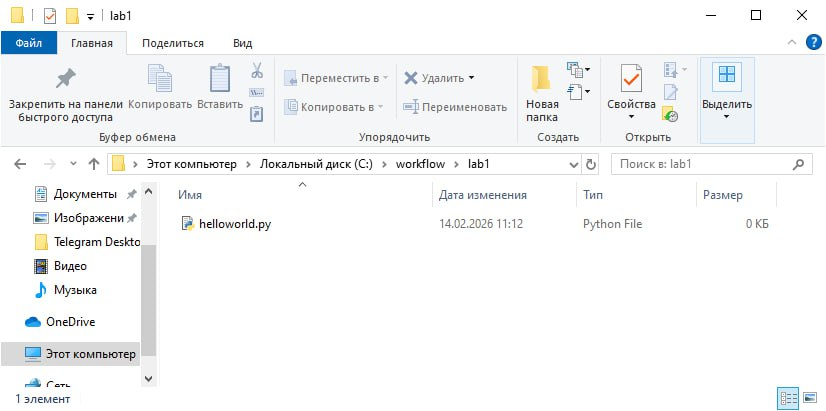 lab1
Файл Главная Поделиться Вид
Закрепить на панели быстрого доступа
Копировать
Вставить
Буфер обмена
Переместить в
Копировать в
Удалить
Переименовать
Упорядочить
Новая папка
Создать
Свойства
Открыть
Выделить
Этот компьютер > Локальный диск (C:) > workflow > lab1
Поиск в: lab1
Документы
Изображени
Telegram Deskto
Видео
Музыка
OneDrive
Этот компьютер
Сеть
Имя Дата изменения Тип Размер
helloworld.py 14.02.2026 11:12 Python File 0 КБ
1 элемент